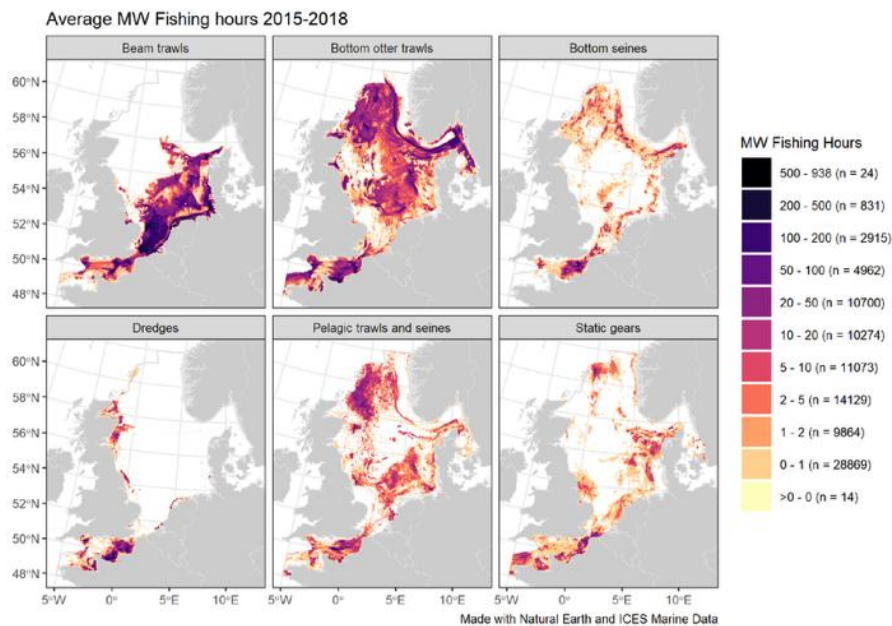 Average MW Fishing hours 2015-2018
Beam trawls
Bottom otter trawls
Bottom seines
60°N
58°N
56°N
54°N
52°N
50°N
48°N
Dredges
Pelagic trawls and seines
Static gears
60°N
58°N
56°N
54°N
52°N
50°N
48°N
5°W 0° 5°E 10°E
5°W 0° 5°E 10°E
5°W 0° 5°E 10°E
MW Fishing Hours
500 - 938 (n = 24)
200 - 500 (n = 831)
100 - 200 (n = 2915)
50 - 100 (n = 4962)
20 - 50 (n = 10700)
10 - 20 (n = 10274)
5 - 10 (n = 11073)
2 - 5 (n = 14129)
1 - 2 (n = 9864)
0 - 1 (n = 28869)
>0 - 0 (n = 14)
Made with Natural Earth and ICES Marine Data